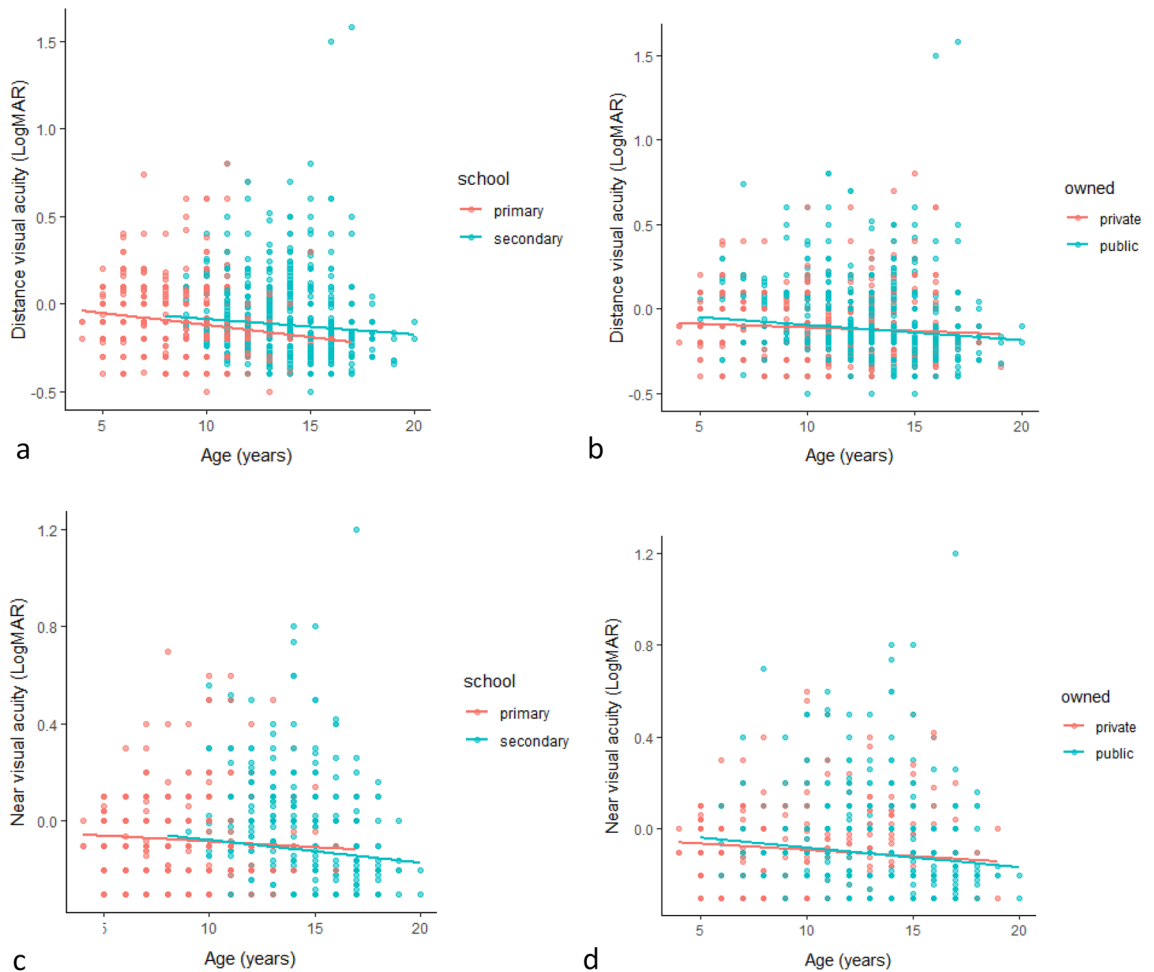 Distance visual acuity (LogMAR)
1.5
1.0
0.5
0.0
-0.5
5 10 15 20
Age (years)
school
primary
secondary
a
Distance visual acuity (LogMAR)
1.5
1.0
0.5
0.0
-0.5
5 10 15 20
Age (years)
owned
private
public
b
Near visual acuity (LogMAR)
1.2
0.8
0.4
0.0
5 10 15 20
Age (years)
school
primary
secondary
c
Near visual acuity (LogMAR)
1.2
0.8
0.4
0.0
5 10 15 20
Age (years)
owned
private
public
d